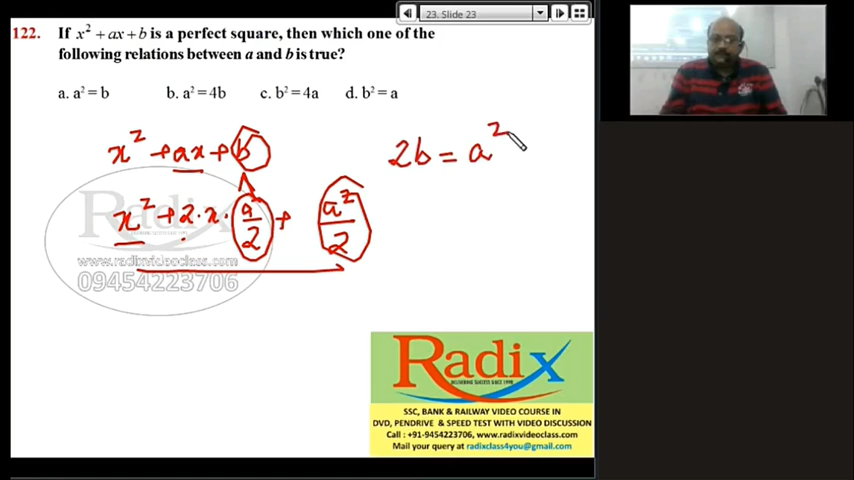 23. Slide 23
122. If x² + ax + b is a perfect square, then which one of the
following relations between a and b is true?
a. a² = b b. a² = 4b c. b² = 4a d. b² = a
x² + ax + b
2b = a²
x² + 2·x· a/2 + a²/2
Radix
www.radixvideoclass.com
09454223706
Radix
DELIVERING SUCCESS SINCE 1998
SSC, BANK & RAILWAY VIDEO COURSE IN
DVD, PENDRIVE & SPEED TEST WITH VIDEO DISCUSSION
Call : +91-9454223706, www.radixvideoclass.com
Mail your query at radixclass4you@gmail.com